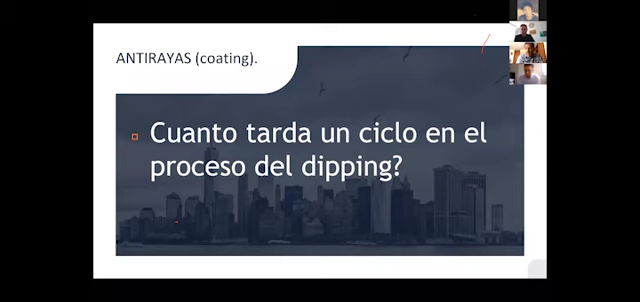 ANTIRAYAS (coating).
Cuanto tarda un ciclo en el
proceso del dipping?